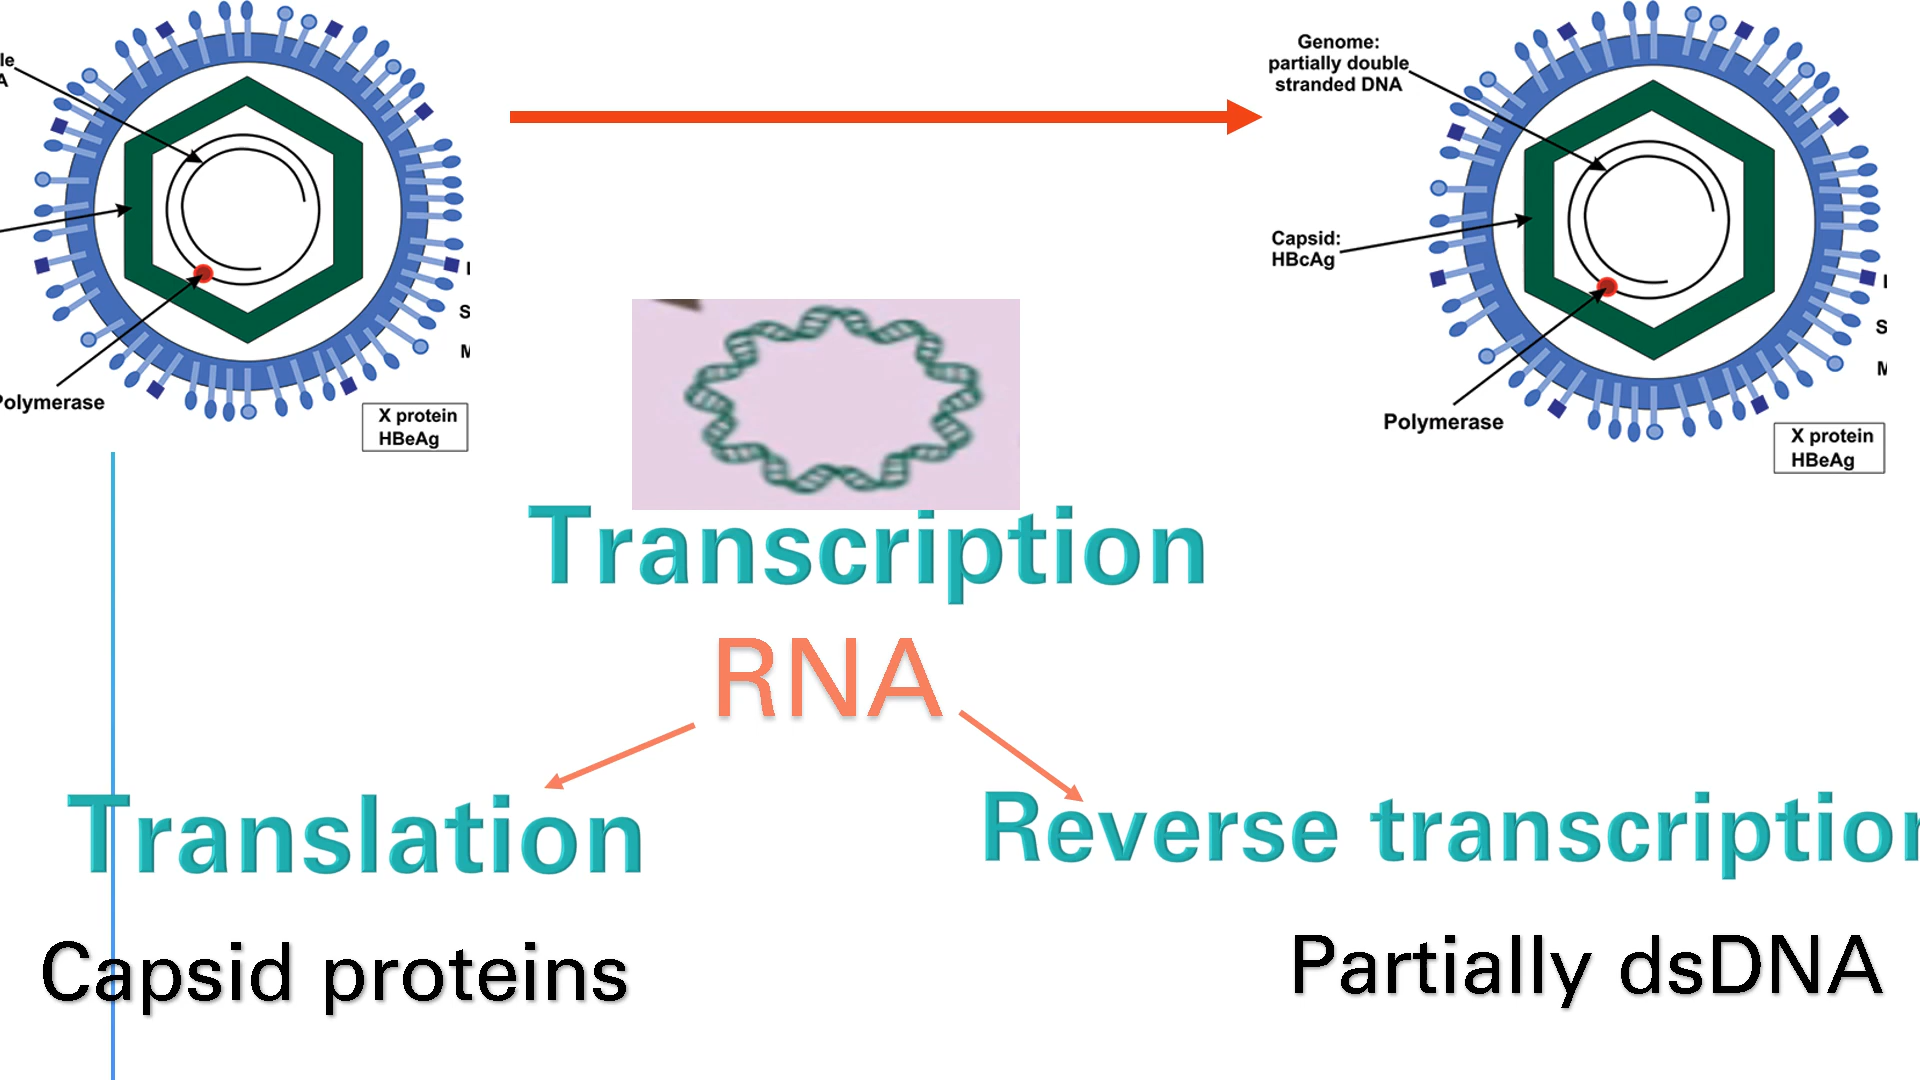 Genome:
partially double
stranded DNA
Capsid:
HBcAg
Polymerase
X protein
HBeAg
Polymerase
X protein
HBeAg
Transcription
RNA
Translation
Reverse transcription
Capsid proteins
Partially dsDNA